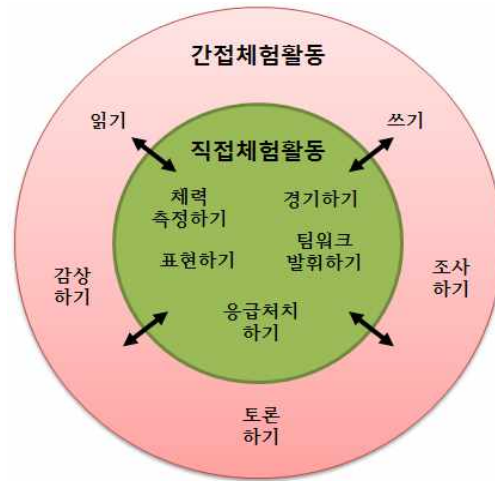 간접체험활동
읽기
쓰기
직접체험활동
체력
측정하기
경기하기
표현하기
팀워크
발휘하기
감상
하기
조사
하기
응급처치
하기
토론
하기